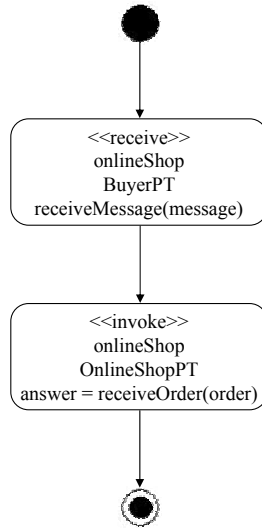 <<receive>>
onlineShop
BuyerPT
receiveMessage(message)
<<invoke>>
onlineShop
OnlineShopPT
answer = receiveOrder(order)